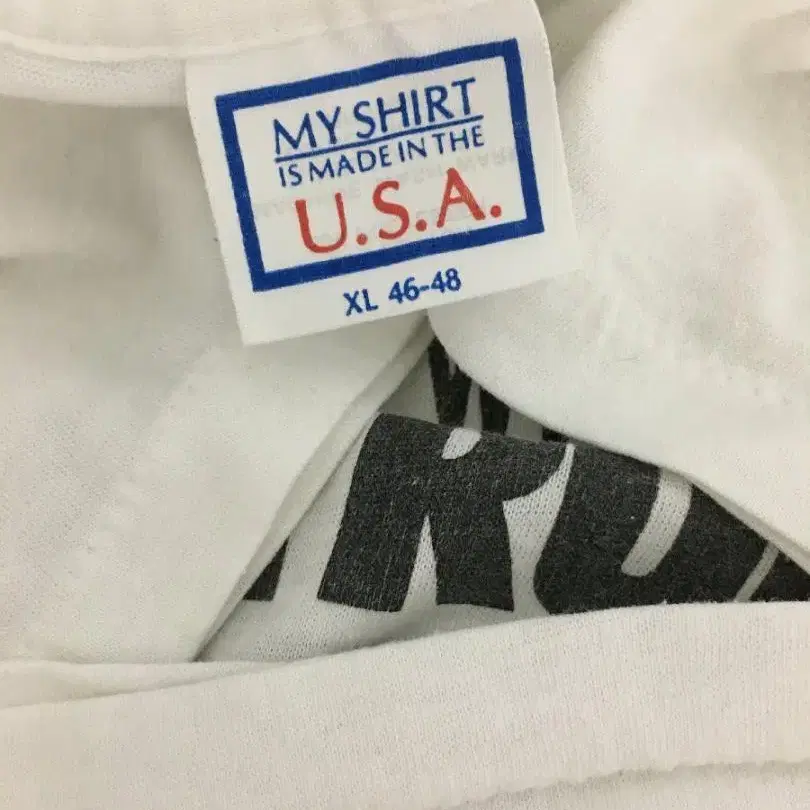 MY SHIRT
IS MADE IN THE
U.S.A.
XL 46-48